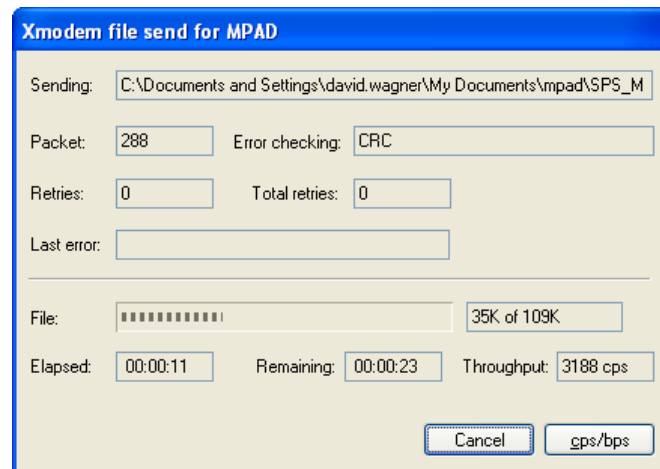 Xmodem file send for MPAD
Sending: C:\Documents and Settings\david.wagner\My Documents\mpad\SPS_M
Packet: 288 Error checking: CRC
Retries: 0 Total retries: 0
Last error:
File: 35K of 109K
Elapsed: 00:00:11 Remaining: 00:00:23 Throughput: 3188 cps
Cancel cps/bps